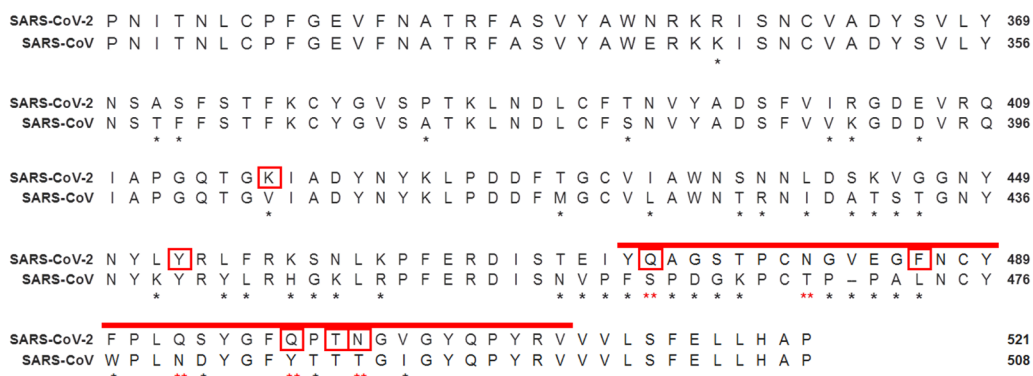 SARS-CoV-2 P N I T N L C P F G E V F N A T R F A S V Y A W N R K R I S N C V A D Y S V L Y 369
SARS-CoV P N I T N L C P F G E V F N A T R F A S V Y A W E R K K I S N C V A D Y S V L Y 356
*
SARS-CoV-2 N S A S F S T F K C Y G V S P T K L N D L C F T N V Y A D S F V I R G D E V R Q 409
SARS-CoV N S T F F S T F K C Y G V S A T K L N D L C F S N V Y A D S F V V K G D D V R Q 396
* * * * * * *
SARS-CoV-2 I A P G Q T G K I A D Y N Y K L P D D F T G C V I A W N S N N L D S K V G G N Y 449
SARS-CoV I A P G Q T G V I A D Y N Y K L P D D F M G C V L A W N T R N I D A T S T G N Y 436
* * * * * * * * * *
SARS-CoV-2 N Y L Y R L F R K S N L K P F E R D I S T E I Y Q A G S T P C N G V E G F N C Y 489
SARS-CoV N Y K Y R Y L R H G K L R P F E R D I S N V P F S P D G K P C T P – P A L N C Y 476
* * * * * * * * * * * ** * * * * ** * * * * *
SARS-CoV-2 F P L Q S Y G F Q P T N G V G Y Q P Y R V V V L S F E L L H A P 521
SARS-CoV W P L N D Y G F Y T T T G I G Y Q P Y R V V V L S F E L L H A P 508
* ** * ** * ** *